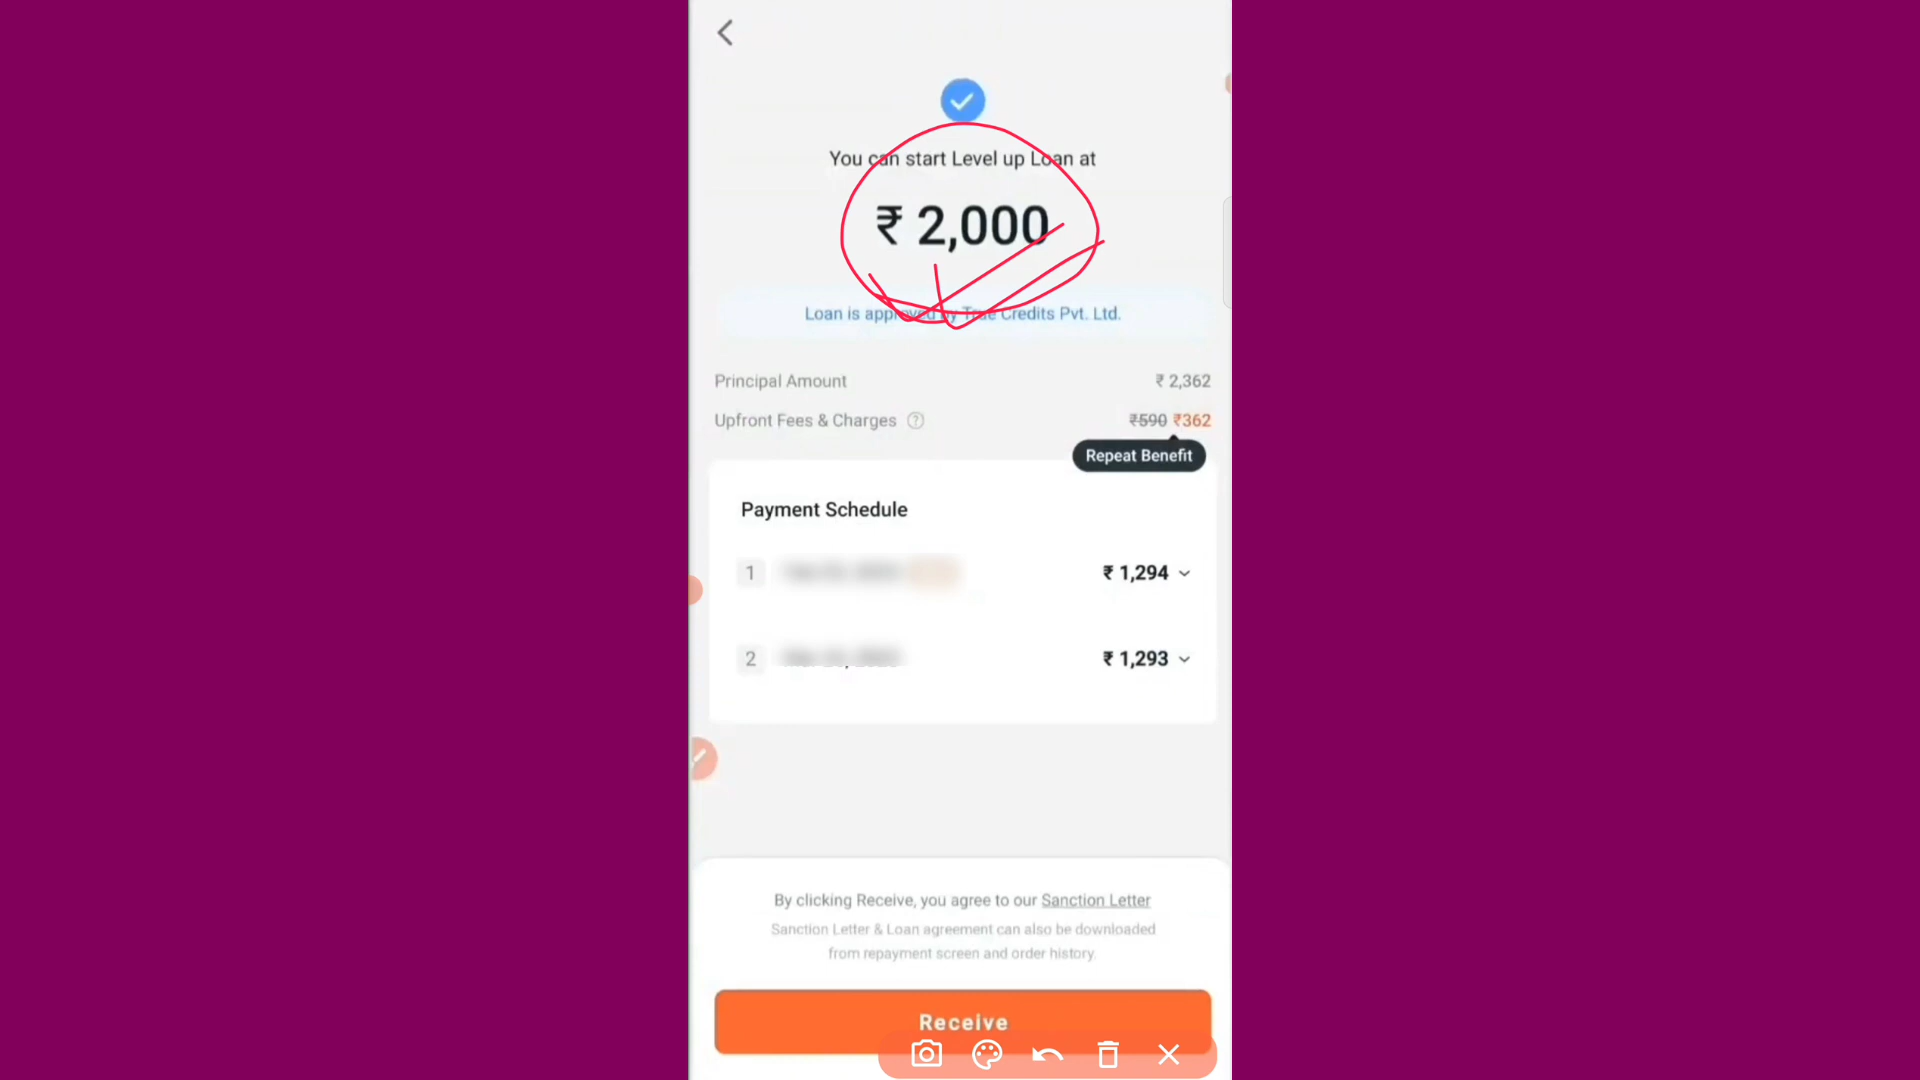 You can start Level up Loan at
₹ 2,000
Loan is approved by True Credits Pvt. Ltd.
Principal Amount ₹ 2,362
Upfront Fees & Charges ? ₹590 ₹362
Repeat Benefit
Payment Schedule
1 ₹ 1,294
2 ₹ 1,293
By clicking Receive, you agree to our Sanction Letter
Sanction Letter & Loan agreement can also be downloaded
from repayment screen and order history.
Receive